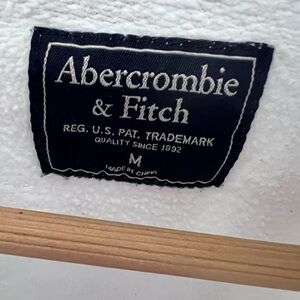 Abercrombie
& Fitch
REG. U.S. PAT. TRADEMARK
QUALITY SINCE 1892
M
MADE IN CHINA